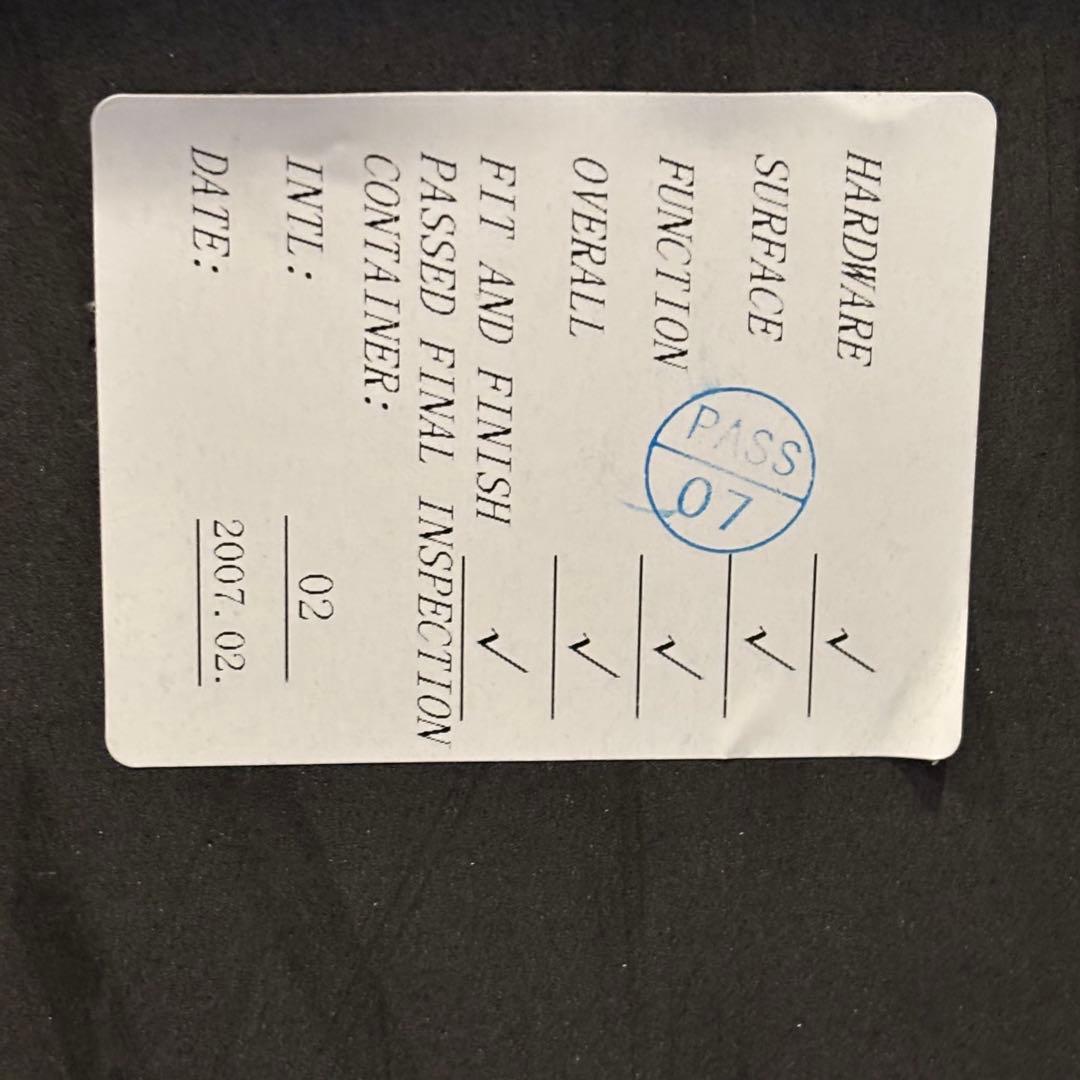 HARDWARE √
SURFACE √
FUNCTION √
OVERALL √
FIT AND FINISH √
PASSED FINAL INSPECTION
CONTAINER:
INTL: 02
DATE: 2007.02.
PASS
07